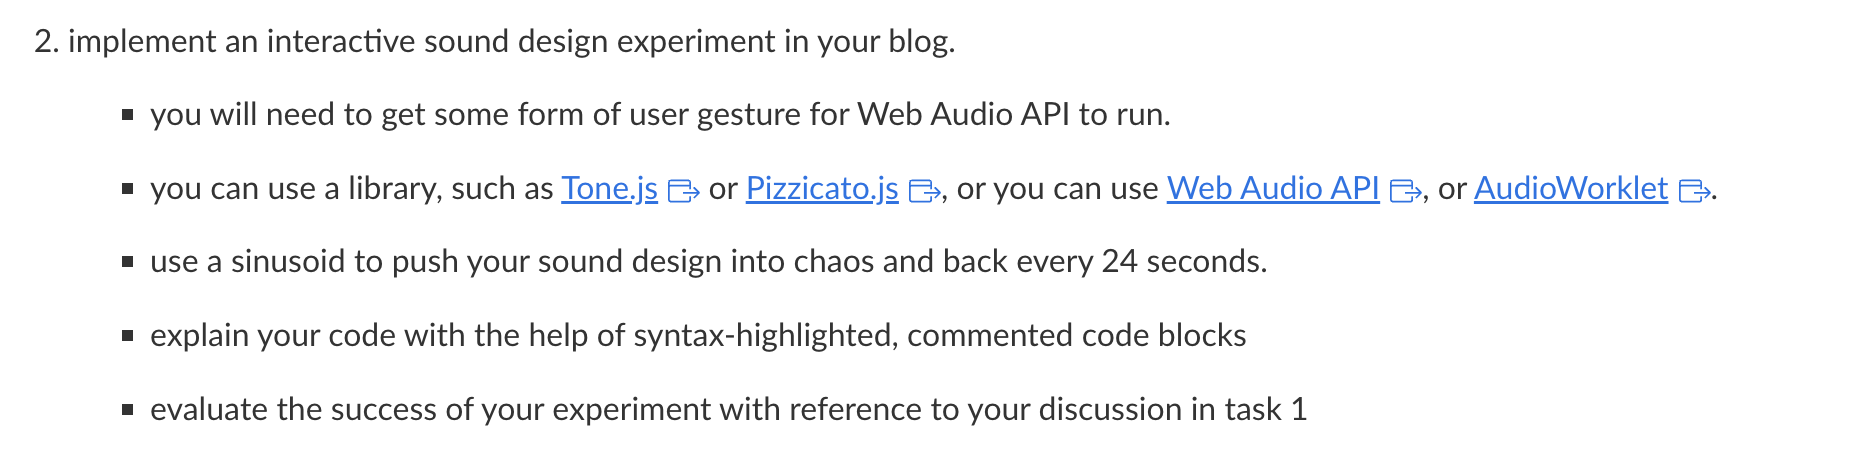 2. implement an interactive sound design experiment in your blog.
▪ you will need to get some form of user gesture for Web Audio API to run.
▪ you can use a library, such as Tone.js or Pizzicato.js, or you can use Web Audio API, or AudioWorklet.
▪ use a sinusoid to push your sound design into chaos and back every 24 seconds.
▪ explain your code with the help of syntax-highlighted, commented code blocks
▪ evaluate the success of your experiment with reference to your discussion in task 1